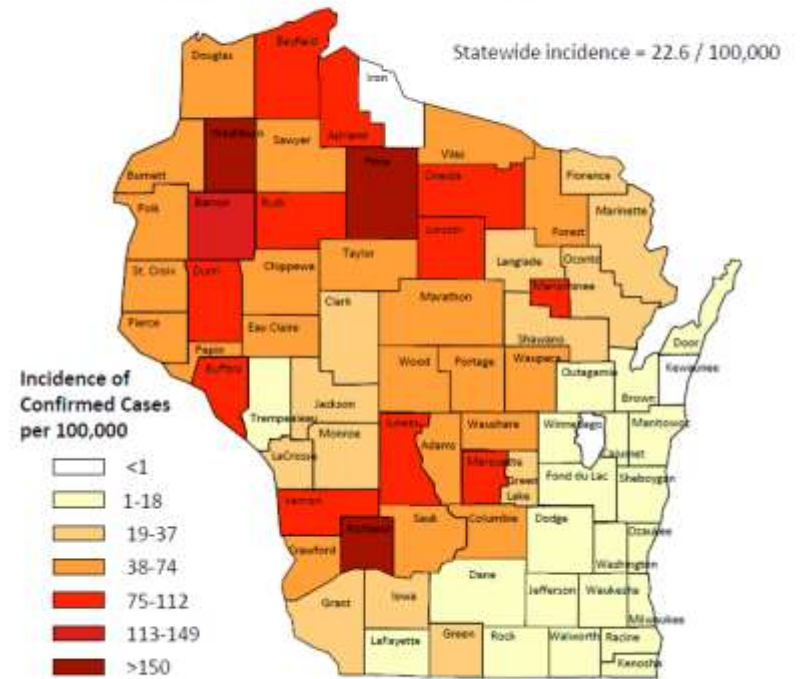 Statewide incidence = 22.6 / 100,000
Bayfield
Douglas
Iron
Ashland
Washburn
Sawyer
Vilas
Price
Burnett
Florence
Oneida
Polk
Barron
Rusk
Marinette
Forest
Lincoln
Taylor
Langlade
Oconto
St. Croix
Dunn
Chippewa
Menominee
Marathon
Clark
Pierce
Eau Claire
Shawano
Door
Pepin
Wood
Portage
Waupaca
Buffalo
Outagamie
Kewaunee
Brown
Jackson
Trempealeau
Juneau
Waushara
Winnebago
Manitowoc
Monroe
Adams
Calumet
LaCrosse
Marquette
Green
Lake
Fond du Lac
Sheboygan
Vernon
Richland
Sauk
Columbia
Dodge
Ozaukee
Crawford
Washington
Dane
Grant
Iowa
Jefferson
Waukesha
Milwaukee
Lafayette
Green
Rock
Walworth
Racine
Kenosha
Incidence of
Confirmed Cases
per 100,000
<1
1-18
19-37
38-74
75-112
113-149
>150